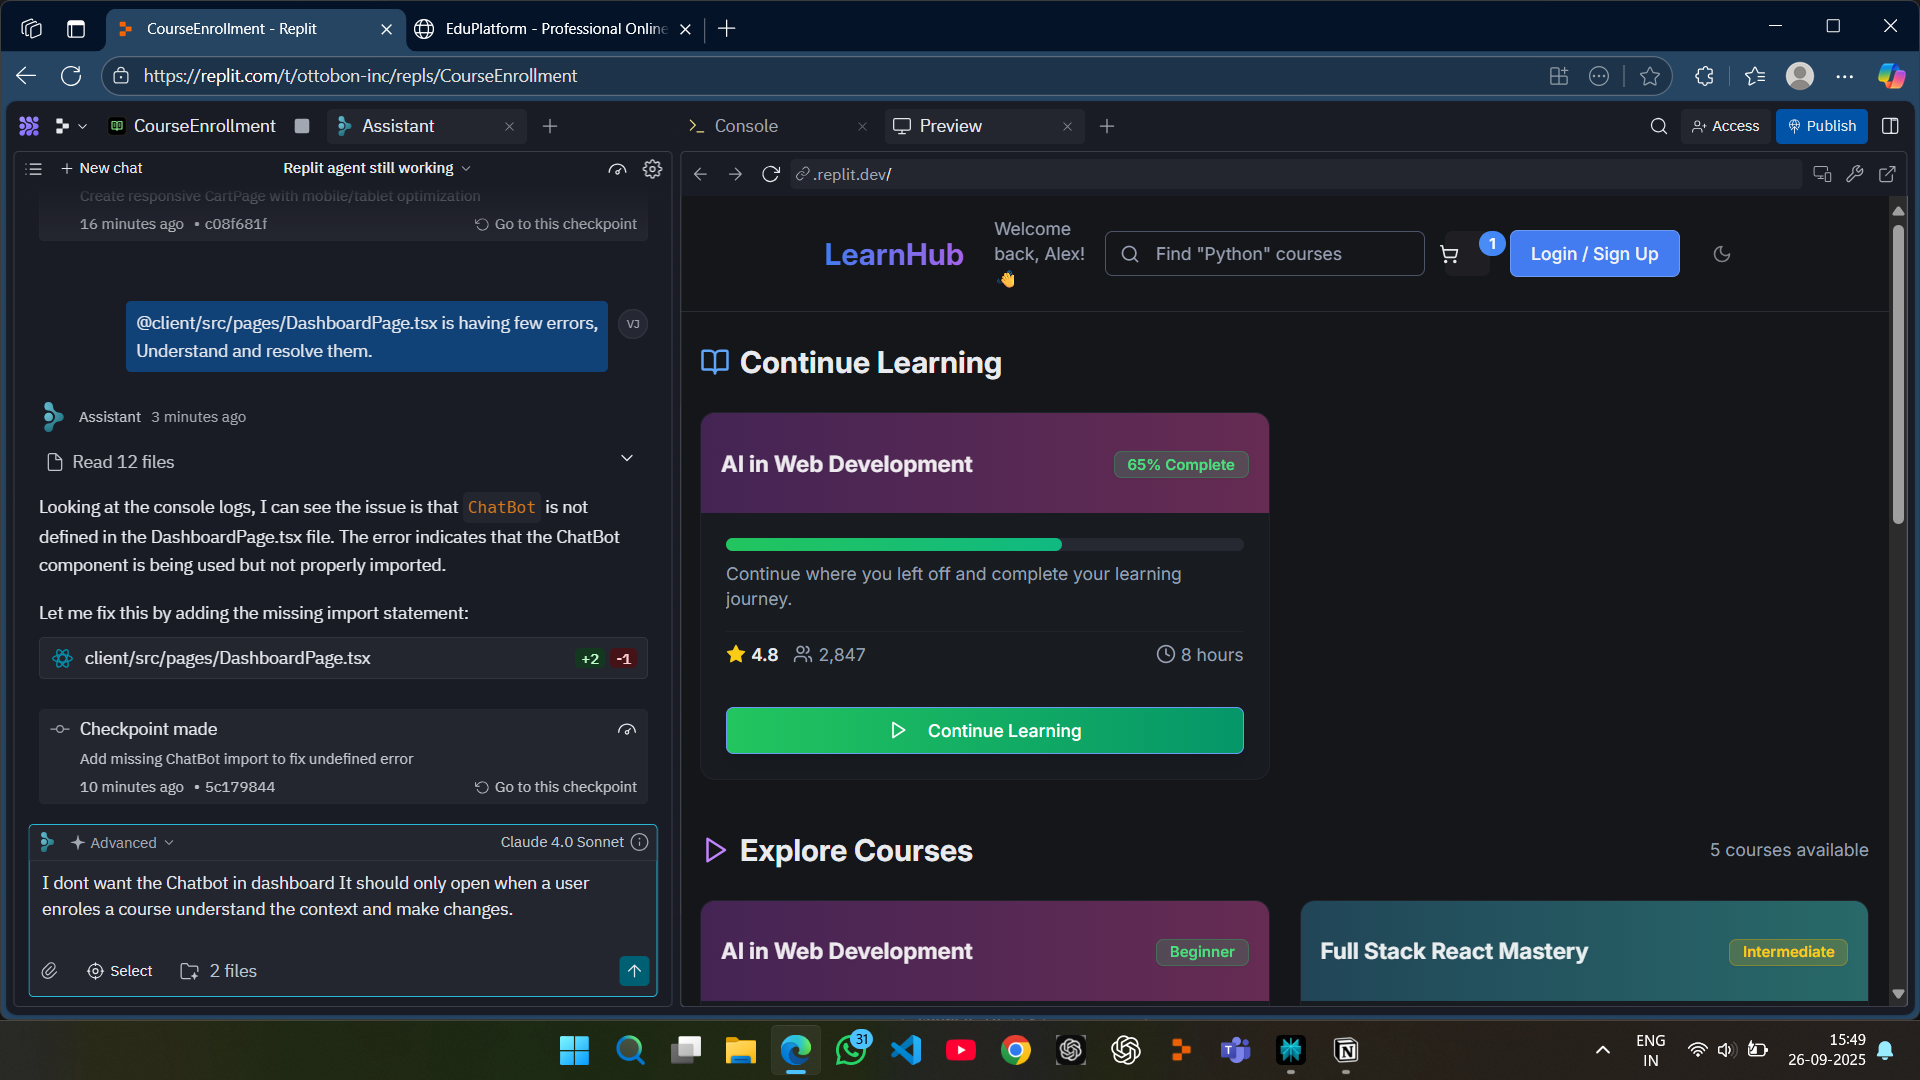 CourseEnrollment - Replit
EduPlatform - Professional Online
https://replit.com/t/ottobon-inc/repls/CourseEnrollment
CourseEnrollment
Assistant
Console
Preview
Access
Publish
New chat
Replit agent still working
.replit.dev/
Create responsive CartPage with mobile/tablet optimization
16 minutes ago • c08f681f
Go to this checkpoint
@client/src/pages/DashboardPage.tsx is having few errors,
Understand and resolve them.
VJ
Assistant 3 minutes ago
Read 12 files
Looking at the console logs, I can see the issue is that ChatBot is not
defined in the DashboardPage.tsx file. The error indicates that the ChatBot
component is being used but not properly imported.
Let me fix this by adding the missing import statement:
client/src/pages/DashboardPage.tsx
+2 -1
Checkpoint made
Add missing ChatBot import to fix undefined error
10 minutes ago • 5c179844
Go to this checkpoint
Advanced
Claude 4.0 Sonnet
I dont want the Chatbot in dashboard It should only open when a user
enroles a course understand the context and make changes.
Select
2 files
LearnHub
Welcome
back, Alex!
Find "Python" courses
1
Login / Sign Up
Continue Learning
AI in Web Development
65% Complete
Continue where you left off and complete your learning
journey.
4.8
2,847
8 hours
Continue Learning
Explore Courses
5 courses available
AI in Web Development
Beginner
Full Stack React Mastery
Intermediate
31
ENG
IN
15:49
26-09-2025